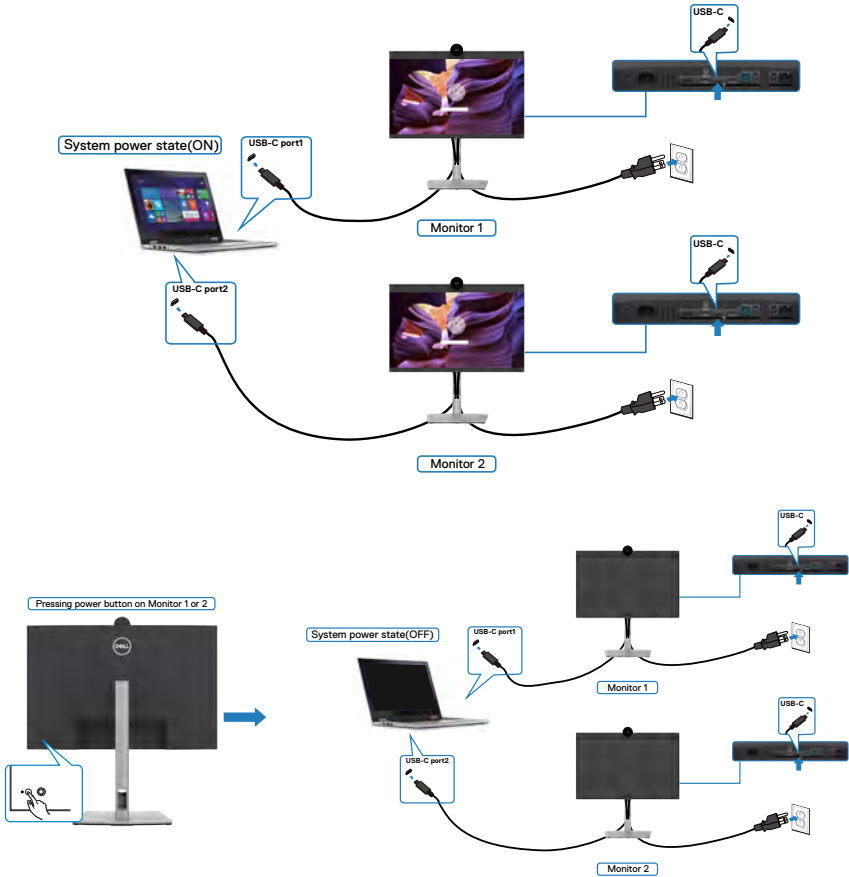 USB-C
System power state(ON)
USB-C port1
Monitor 1
USB-C
USB-C port2
Monitor 2
USB-C
Pressing power button on Monitor 1 or 2
DELL
System power state(OFF)
USB-C port1
Monitor 1
USB-C
USB-C port2
Monitor 2